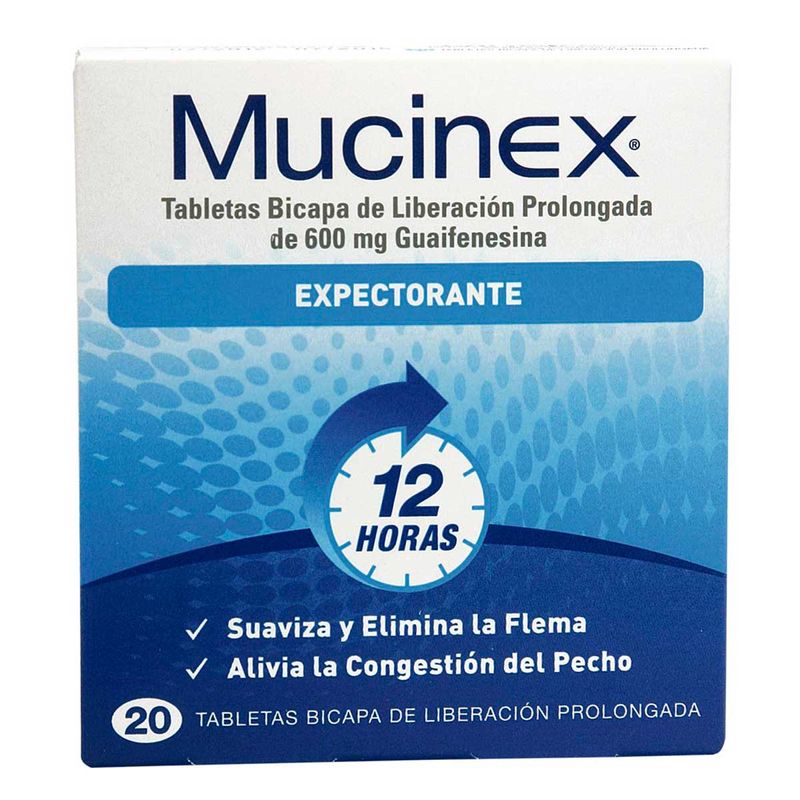 Mucinex®
Tabletas Bicapa de Liberación Prolongada
de 600 mg Guaifenesina
EXPECTORANTE
12
HORAS
✓ Suaviza y Elimina la Flema
✓ Alivia la Congestión del Pecho
20 TABLETAS BICAPA DE LIBERACIÓN PROLONGADA